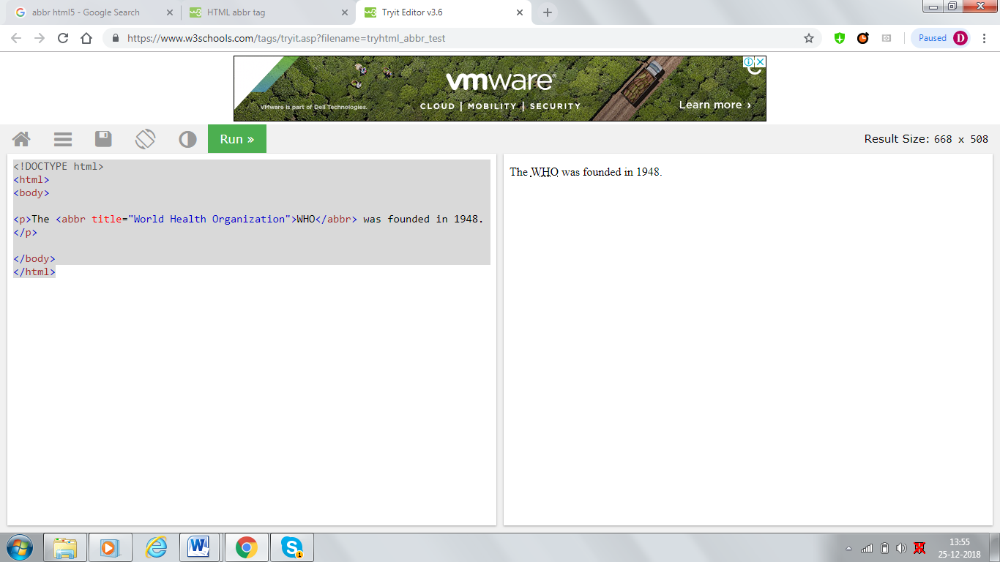 abbr html5 - Google Search
HTML abbr tag
Tryit Editor v3.6
https://www.w3schools.com/tags/tryit.asp?filename=tryhtml_abbr_test
Paused D
VMware is part of Dell Technologies.
vmware®
CLOUD | MOBILITY | SECURITY
Learn more ›
Run »
Result Size: 668 x 508
<!DOCTYPE html>
<html>
<body>
<p>The <abbr title="World Health Organization">WHO</abbr> was founded in 1948.
</p>
</body>
</html>
The WHO was founded in 1948.
13:55
25-12-2018